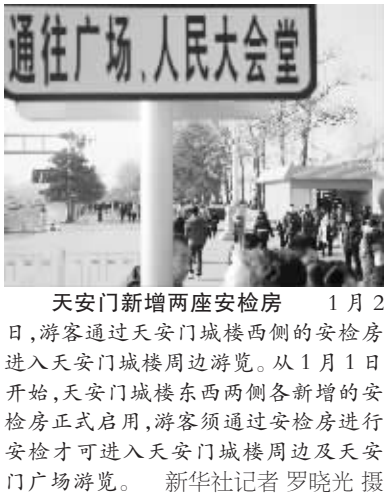 通往广场、人民大会堂
天安门新增两座安检房 1月2
日,游客通过天安门城楼西侧的安检房
进入天安门城楼周边游览。从1月1日
开始,天安门城楼东西两侧各新增的安
检房正式启用,游客须通过安检房进行
安检才可进入天安门城楼周边及天安
门广场游览。 新华社记者 罗晓光 摄